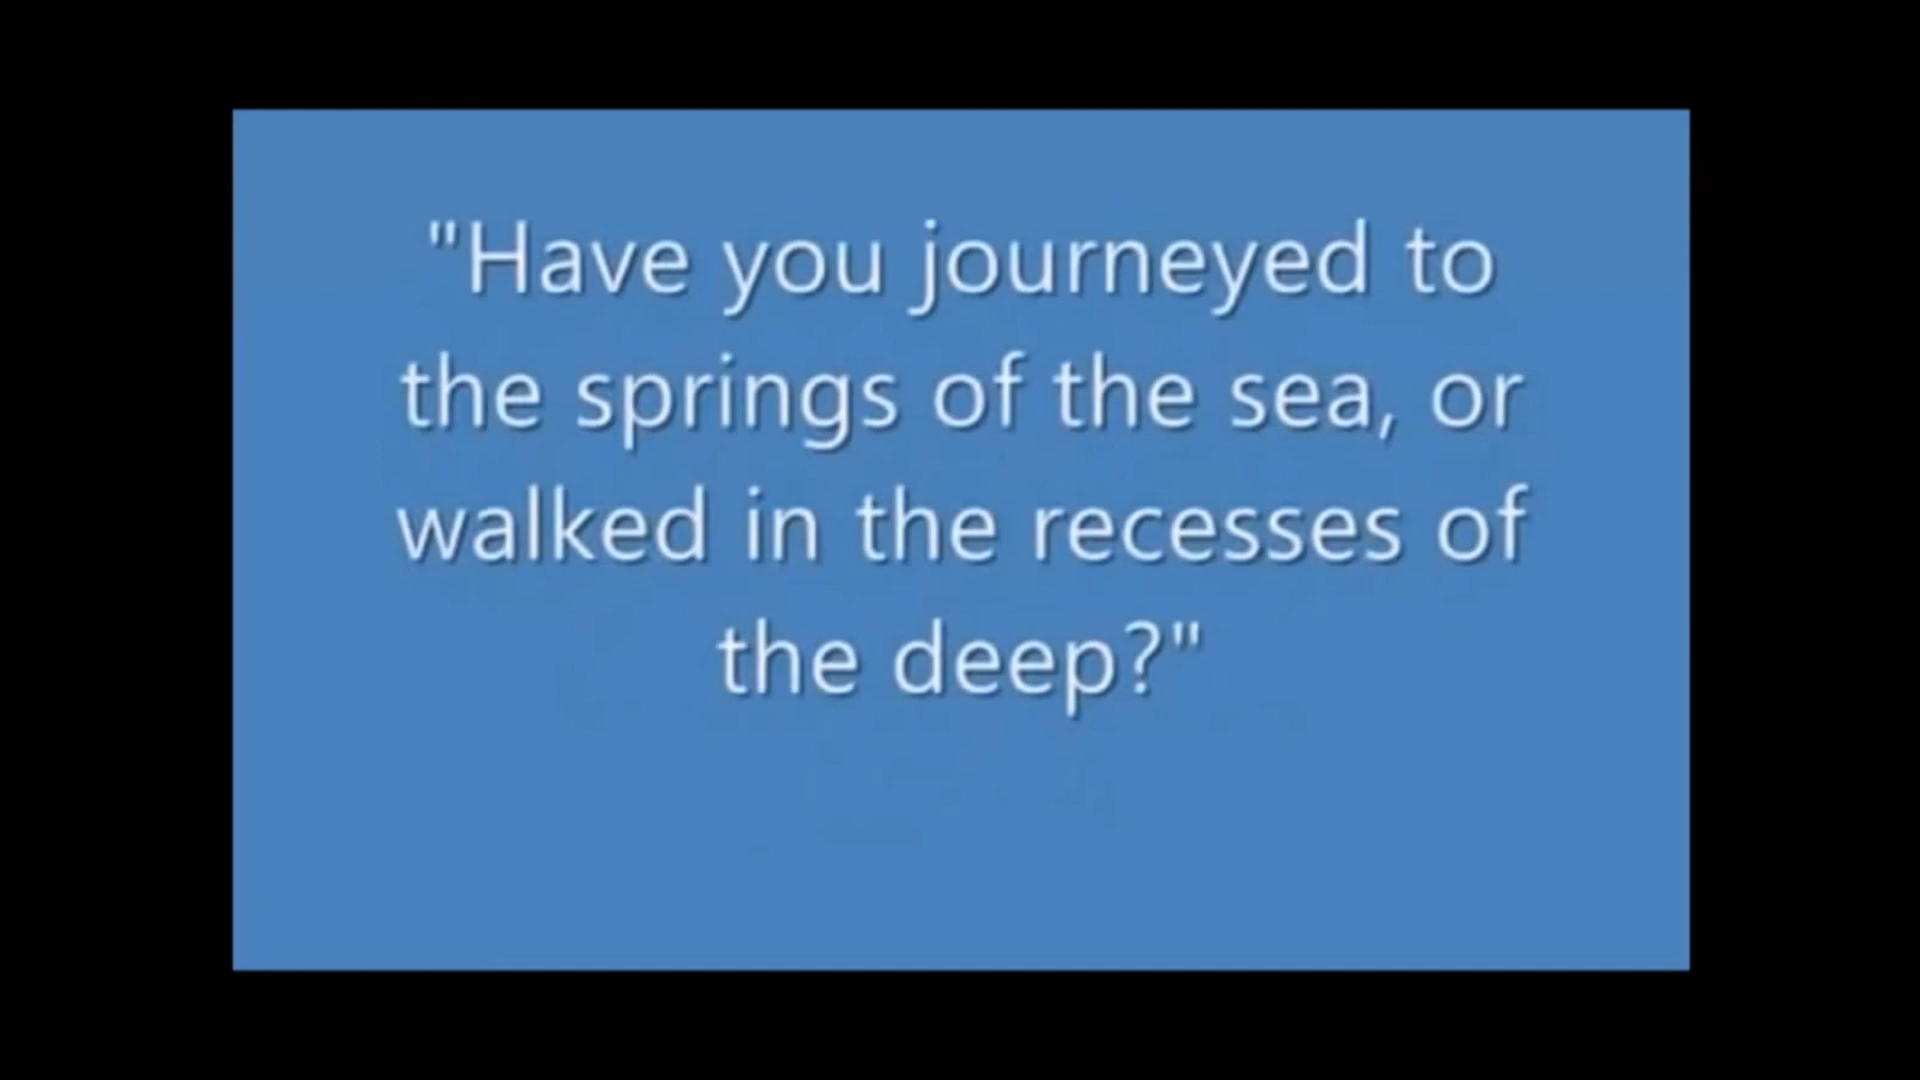 "Have you journeyed to
the springs of the sea, or
walked in the recesses of
the deep?"